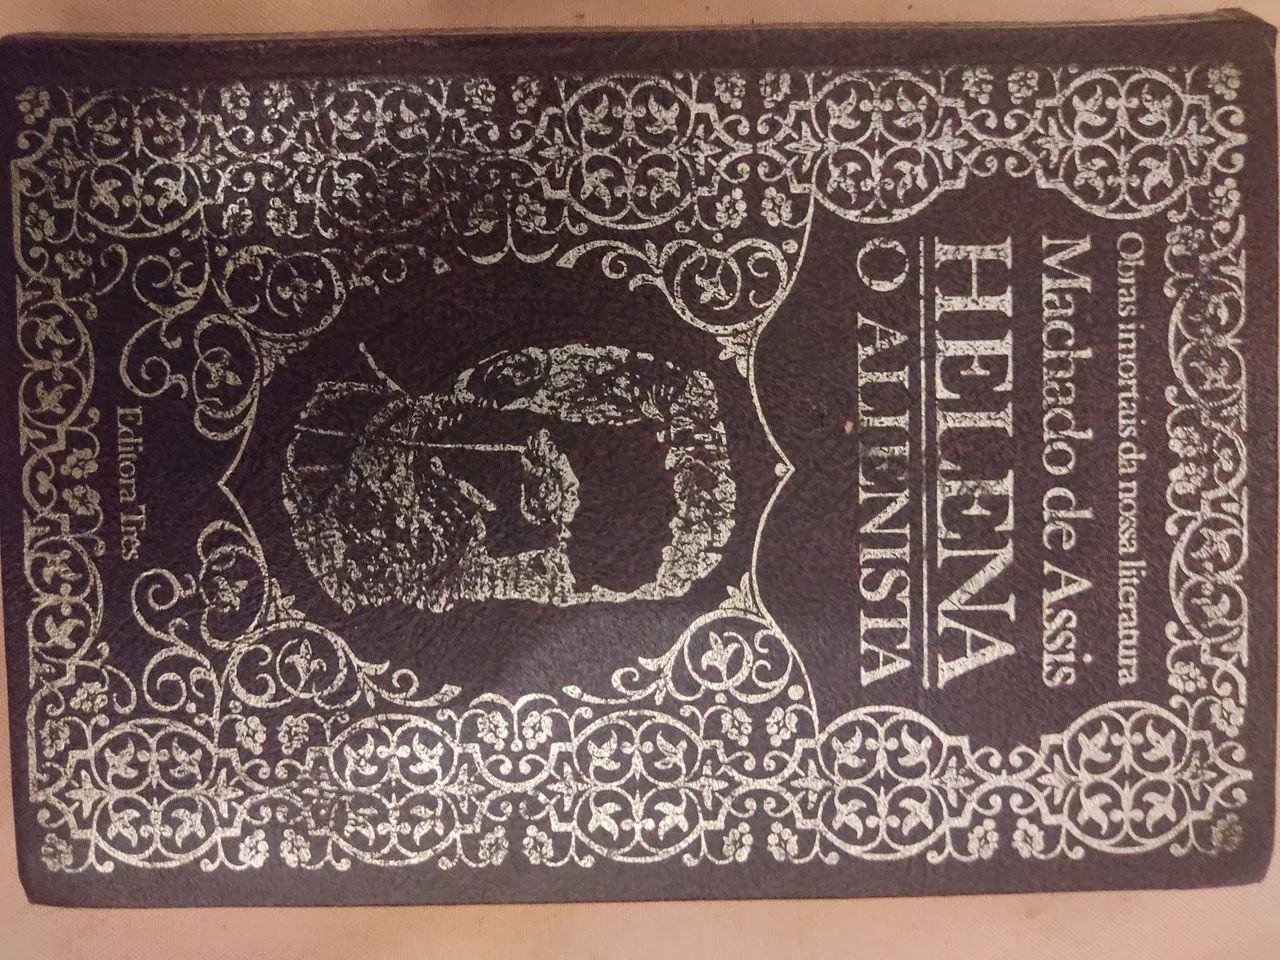 Obras imortais da nossa literatura
Machado de Assis
HELENA
O ALIENISTA
Editora Três